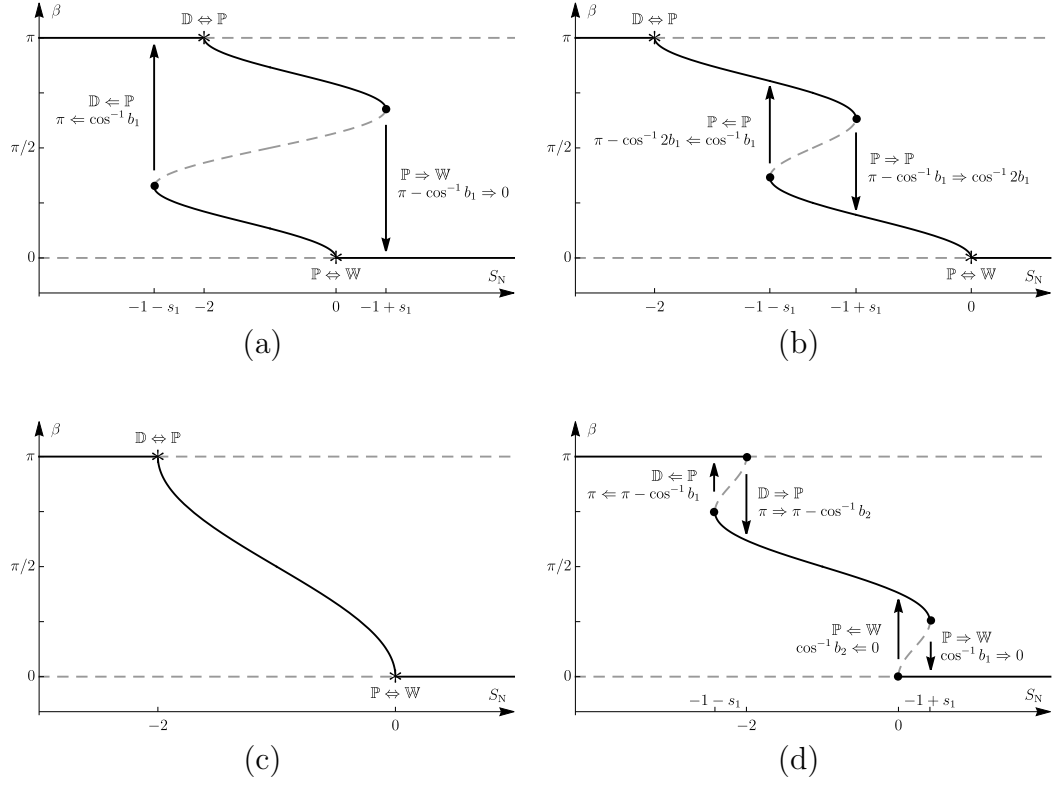 β
𝔻 ⇔ ℙ
π
𝔻 ⇐ ℙ
π ⇐ cos⁻¹ b₁
π/2
ℙ ⇒ 𝕎
π − cos⁻¹ b₁ ⇒ 0
0
ℙ ⇔ 𝕎
S_N
−1 − s₁
−2
0
−1 + s₁
(a)
β
𝔻 ⇔ ℙ
π
ℙ ⇐ ℙ
π − cos⁻¹ 2b₁ ⇐ cos⁻¹ b₁
π/2
ℙ ⇒ ℙ
π − cos⁻¹ b₁ ⇒ cos⁻¹ 2b₁
0
ℙ ⇔ 𝕎
S_N
−2
−1 − s₁
−1 + s₁
0
(b)
β
𝔻 ⇔ ℙ
π
π/2
0
ℙ ⇔ 𝕎
S_N
−2
0
(c)
β
π
𝔻 ⇐ ℙ
π ⇐ π − cos⁻¹ b₁
𝔻 ⇒ ℙ
π ⇒ π − cos⁻¹ b₂
π/2
ℙ ⇐ 𝕎
cos⁻¹ b₂ ⇐ 0
ℙ ⇒ 𝕎
cos⁻¹ b₁ ⇒ 0
0
−1 − s₁
−1 + s₁
S_N
−2
0
(d)